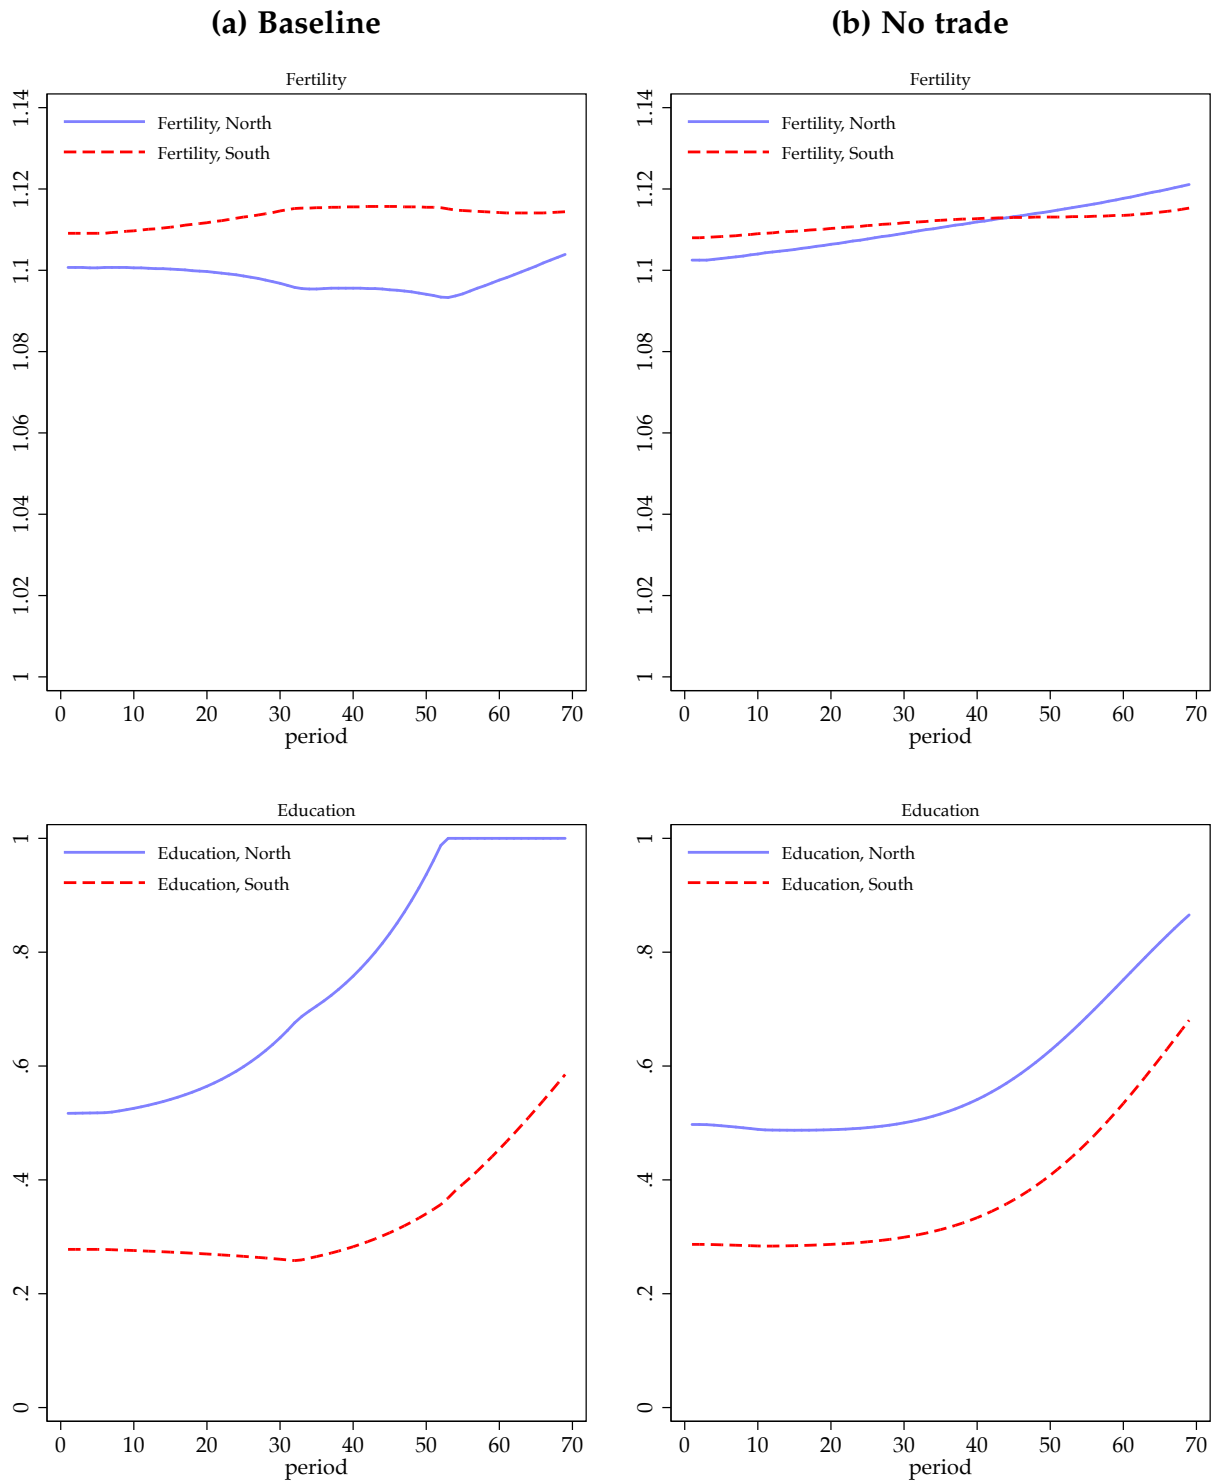 (a) Baseline
(b) No trade
Fertility
1.14
1.12
1.1
1.08
1.06
1.04
1.02
1
Fertility, North
Fertility, South
0 10 20 30 40 50 60 70
period
Fertility
1.14
1.12
1.1
1.08
1.06
1.04
1.02
1
Fertility, North
Fertility, South
0 10 20 30 40 50 60 70
period
Education
1
.8
.6
.4
.2
0
Education, North
Education, South
0 10 20 30 40 50 60 70
period
Education
1
.8
.6
.4
.2
0
Education, North
Education, South
0 10 20 30 40 50 60 70
period